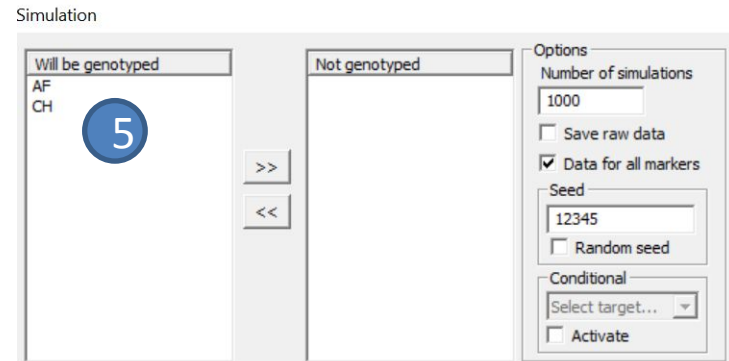 Simulation
Will be genotyped
AF
CH
5
>>
<<
Not genotyped
Options
Number of simulations
1000
Save raw data
Data for all markers
Seed
12345
Random seed
Conditional
Select target...
Activate